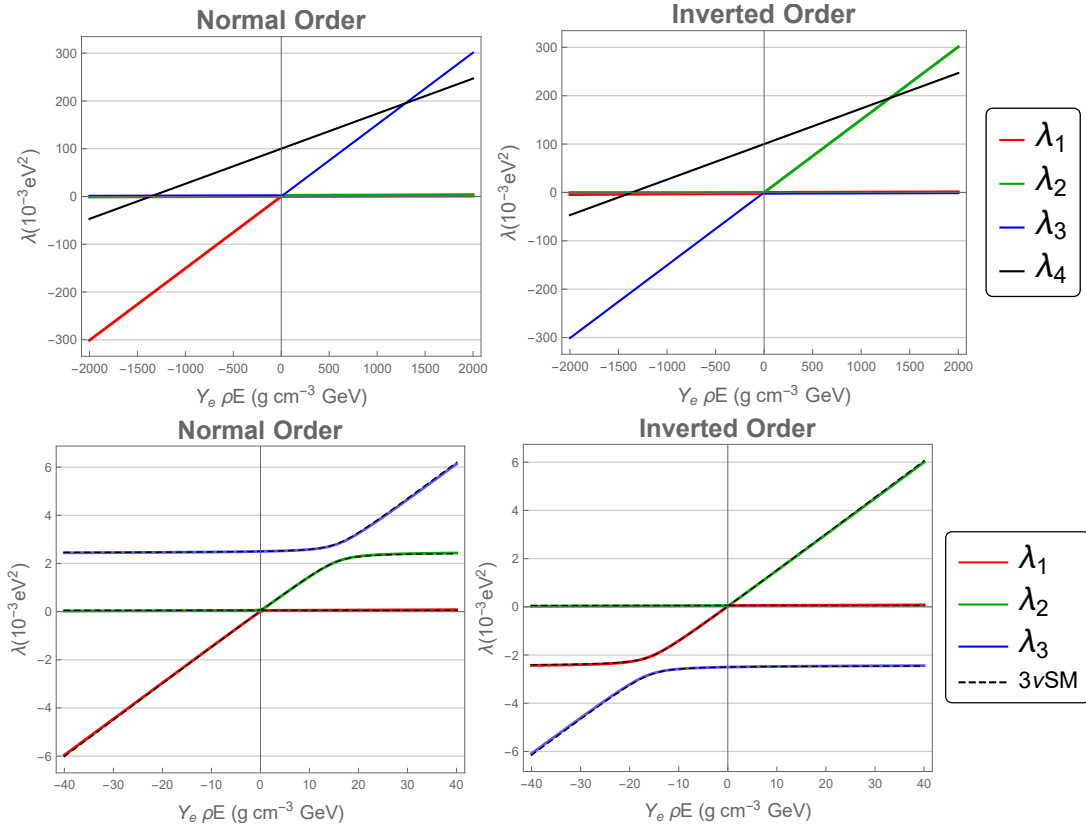 Normal Order
Inverted Order
λ(10⁻³eV²)
300
200
100
0
−100
−200
−300
−2000 −1500 −1000 −500 0 500 1000 1500 2000
Yₑ ρE (g cm⁻³ GeV)
λ(10⁻³eV²)
300
200
100
0
−100
−200
−300
−2000 −1500 −1000 −500 0 500 1000 1500 2000
Yₑ ρE (g cm⁻³ GeV)
λ₁
λ₂
λ₃
λ₄
Normal Order
Inverted Order
λ(10⁻³eV²)
6
4
2
0
−2
−4
−6
−40 −30 −20 −10 0 10 20 30 40
Yₑ ρE (g cm⁻³ GeV)
λ(10⁻³eV²)
6
4
2
0
−2
−4
−6
−40 −30 −20 −10 0 10 20 30 40
Yₑ ρE (g cm⁻³ GeV)
λ₁
λ₂
λ₃
3νSM